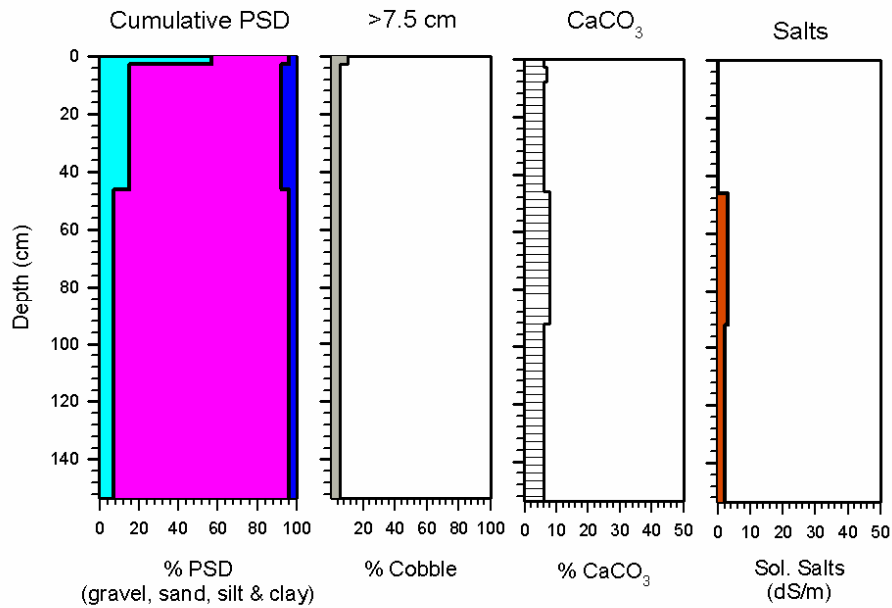 Cumulative PSD
>7.5 cm
CaCO₃
Salts
Depth (cm)
0
20
40
60
80
100
120
140
0 20 40 60 80 100
0 20 40 60 80 100
0 10 20 30 40 50
0 10 20 30 40 50
% PSD
(gravel, sand, silt & clay)
% Cobble
% CaCO₃
Sol. Salts
(dS/m)